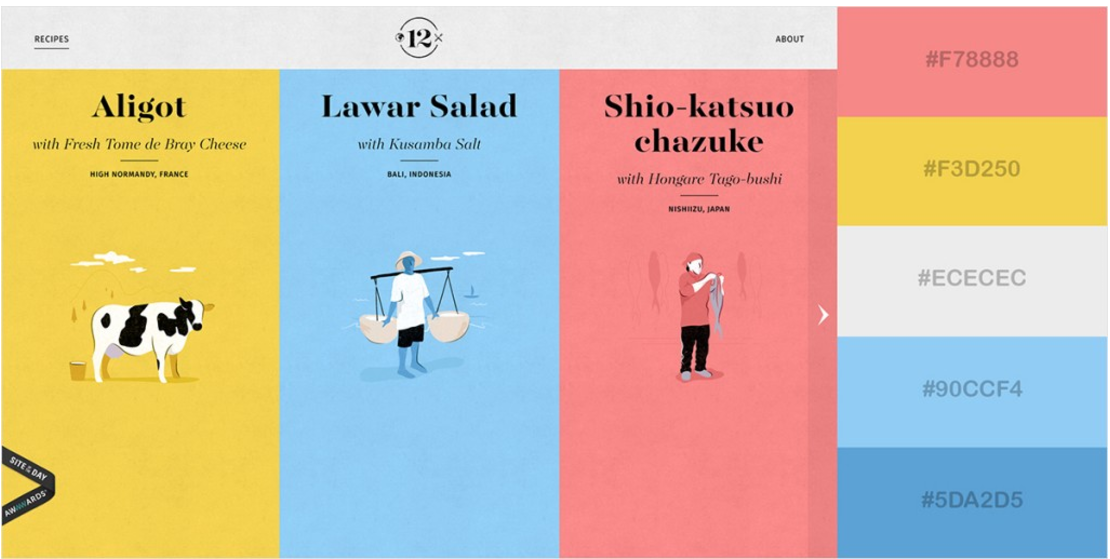 RECIPES
12
ABOUT
Aligot
with Fresh Tome de Bray Cheese
HIGH NORMANDY, FRANCE
Lawar Salad
with Kusamba Salt
BALI, INDONESIA
Shio-katsuo
chazuke
with Hongare Tago-bushi
NISHIIZU, JAPAN
SITE OF THE DAY
AWWWARDS
#F78888
#F3D250
#ECECEC
#90CCF4
#5DA2D5